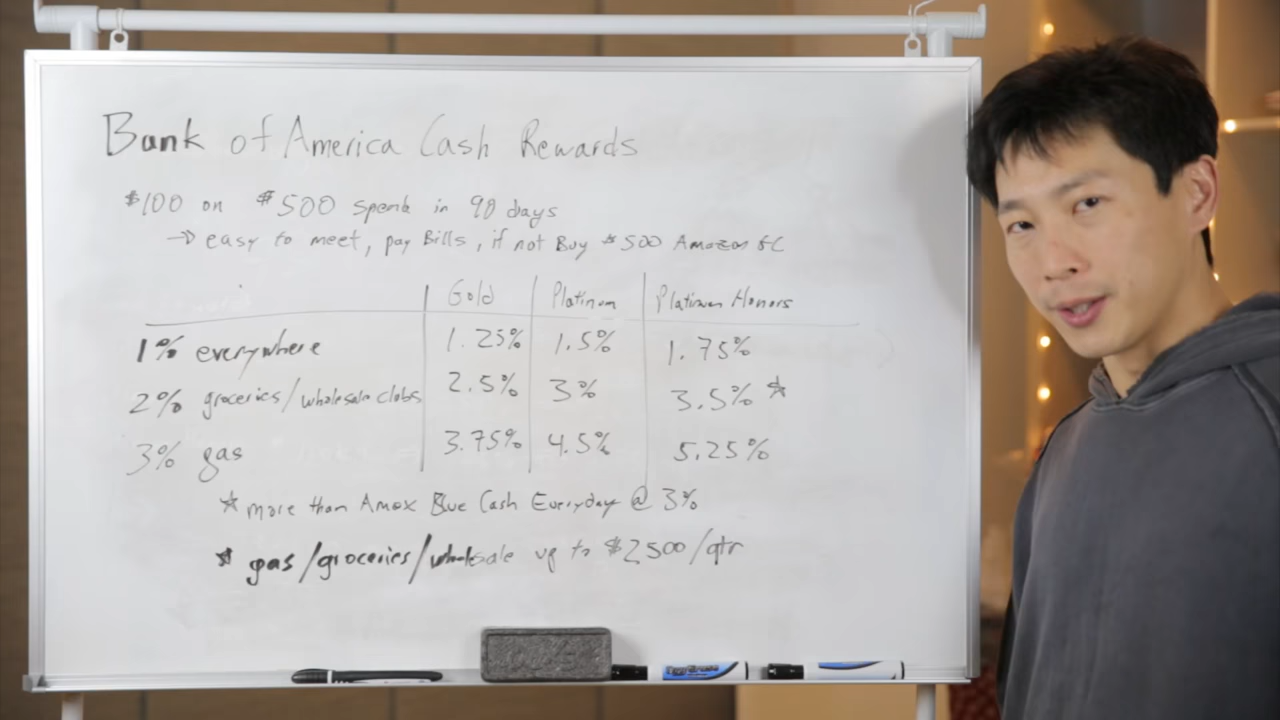 Bank of America Cash Rewards
$100 on $500 spend in 90 days
→ easy to meet, pay Bills, if not Buy $500 Amazon GC
Gold Platinum Platinum Honors
1% everywhere 1.25% 1.5% 1.75%
2% groceries/wholesale clubs 2.5% 3% 3.5% *
3% gas 3.75% 4.5% 5.25%
* more than Amex Blue Cash Everyday @ 3%
* gas/groceries/wholesale up to $2500/qtr